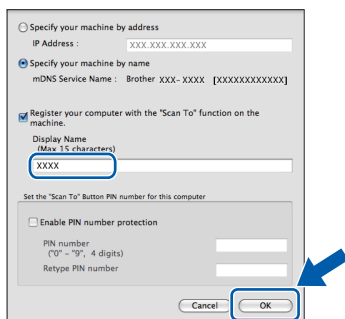 Specify your machine by address
IP Address : XXX.XXX.XXX.XXX
Specify your machine by name
mDNS Service Name : Brother XXX-XXXX [XXXXXXXXXXXX]
Register your computer with the "Scan To" function on the
machine.
Display Name
(Max 15 characters)
XXXX
Set the "Scan To" Button PIN number for this computer
Enable PIN number protection
PIN number
("0" - "9", 4 digits)
Retype PIN number
Cancel OK